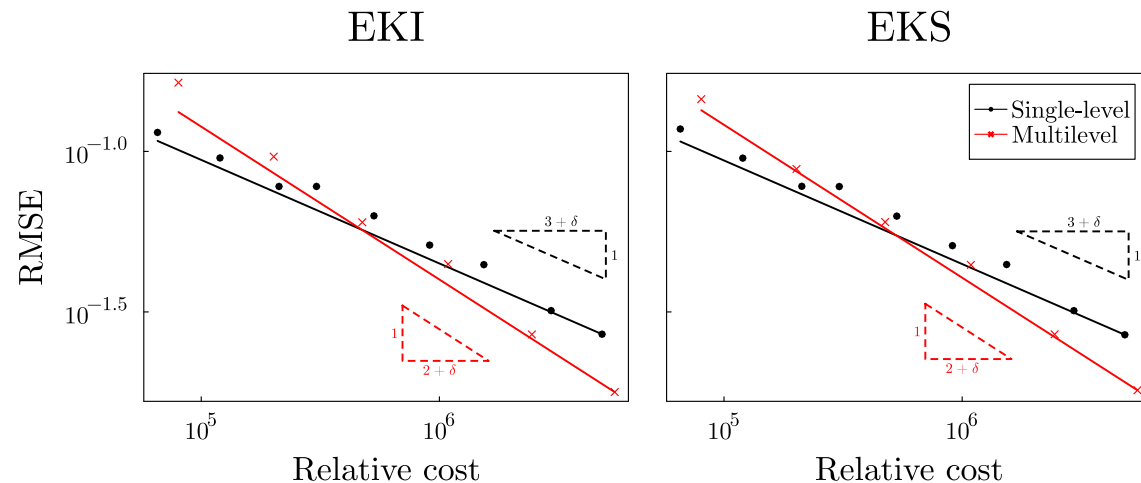 EKI
EKS
Single-level
Multilevel
RMSE
10^{-1.0}
10^{-1.5}
3 + δ
1
1
2 + δ
3 + δ
1
1
2 + δ
10^5
10^6
10^5
10^6
Relative cost
Relative cost